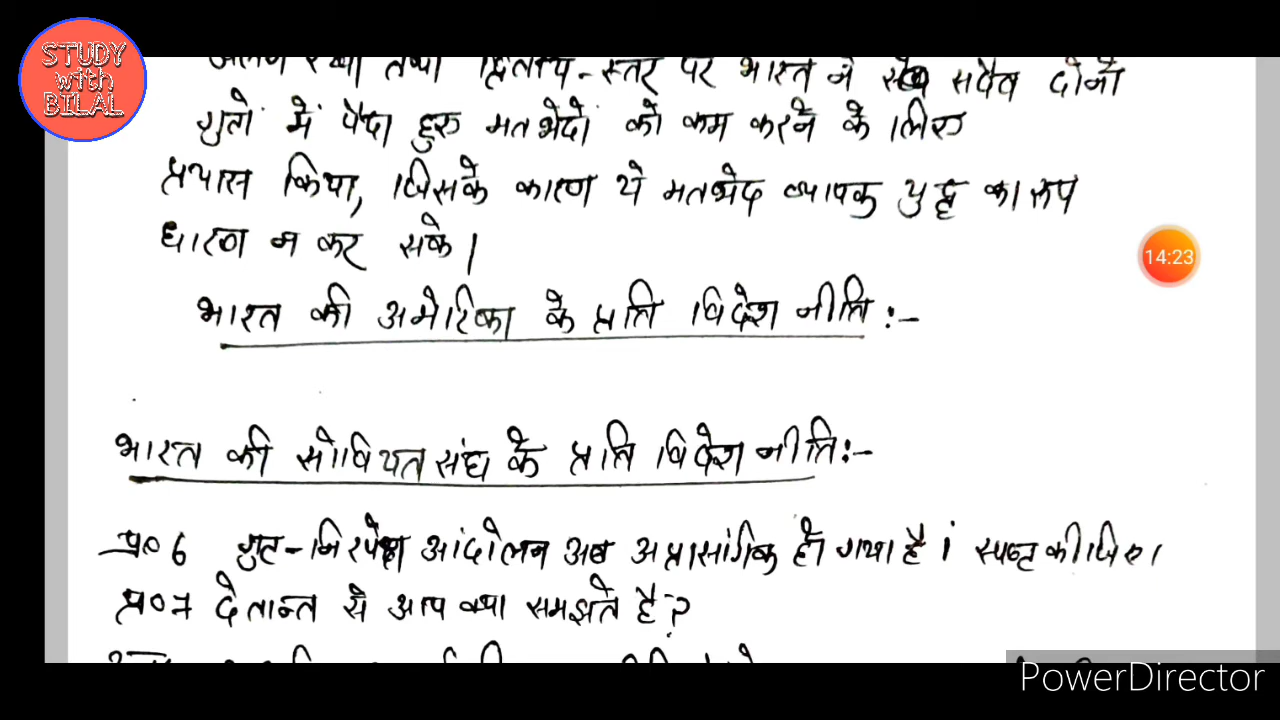 STUDY
with
BILAL
तथा द्वितीय - स्तर पर भारत ने सदैव दोनों
गुटों में पैदा हुए मतभेदों को कम करने के लिए
प्रयास किया, जिसके कारण ये मतभेद व्यापक युद्ध का रूप
धारण न कर सके।
14:23
भारत की अमेरिका के प्रति विदेश नीति :-
भारत की सोवियत संघ के प्रति विदेश नीति :-
प्र० 6 गुट - निरपेक्ष आंदोलन अब अप्रासंगिक हो गया है। स्पष्ट कीजिए।
प्र० 7 देतान्त से आप क्या समझते है?
PowerDirector